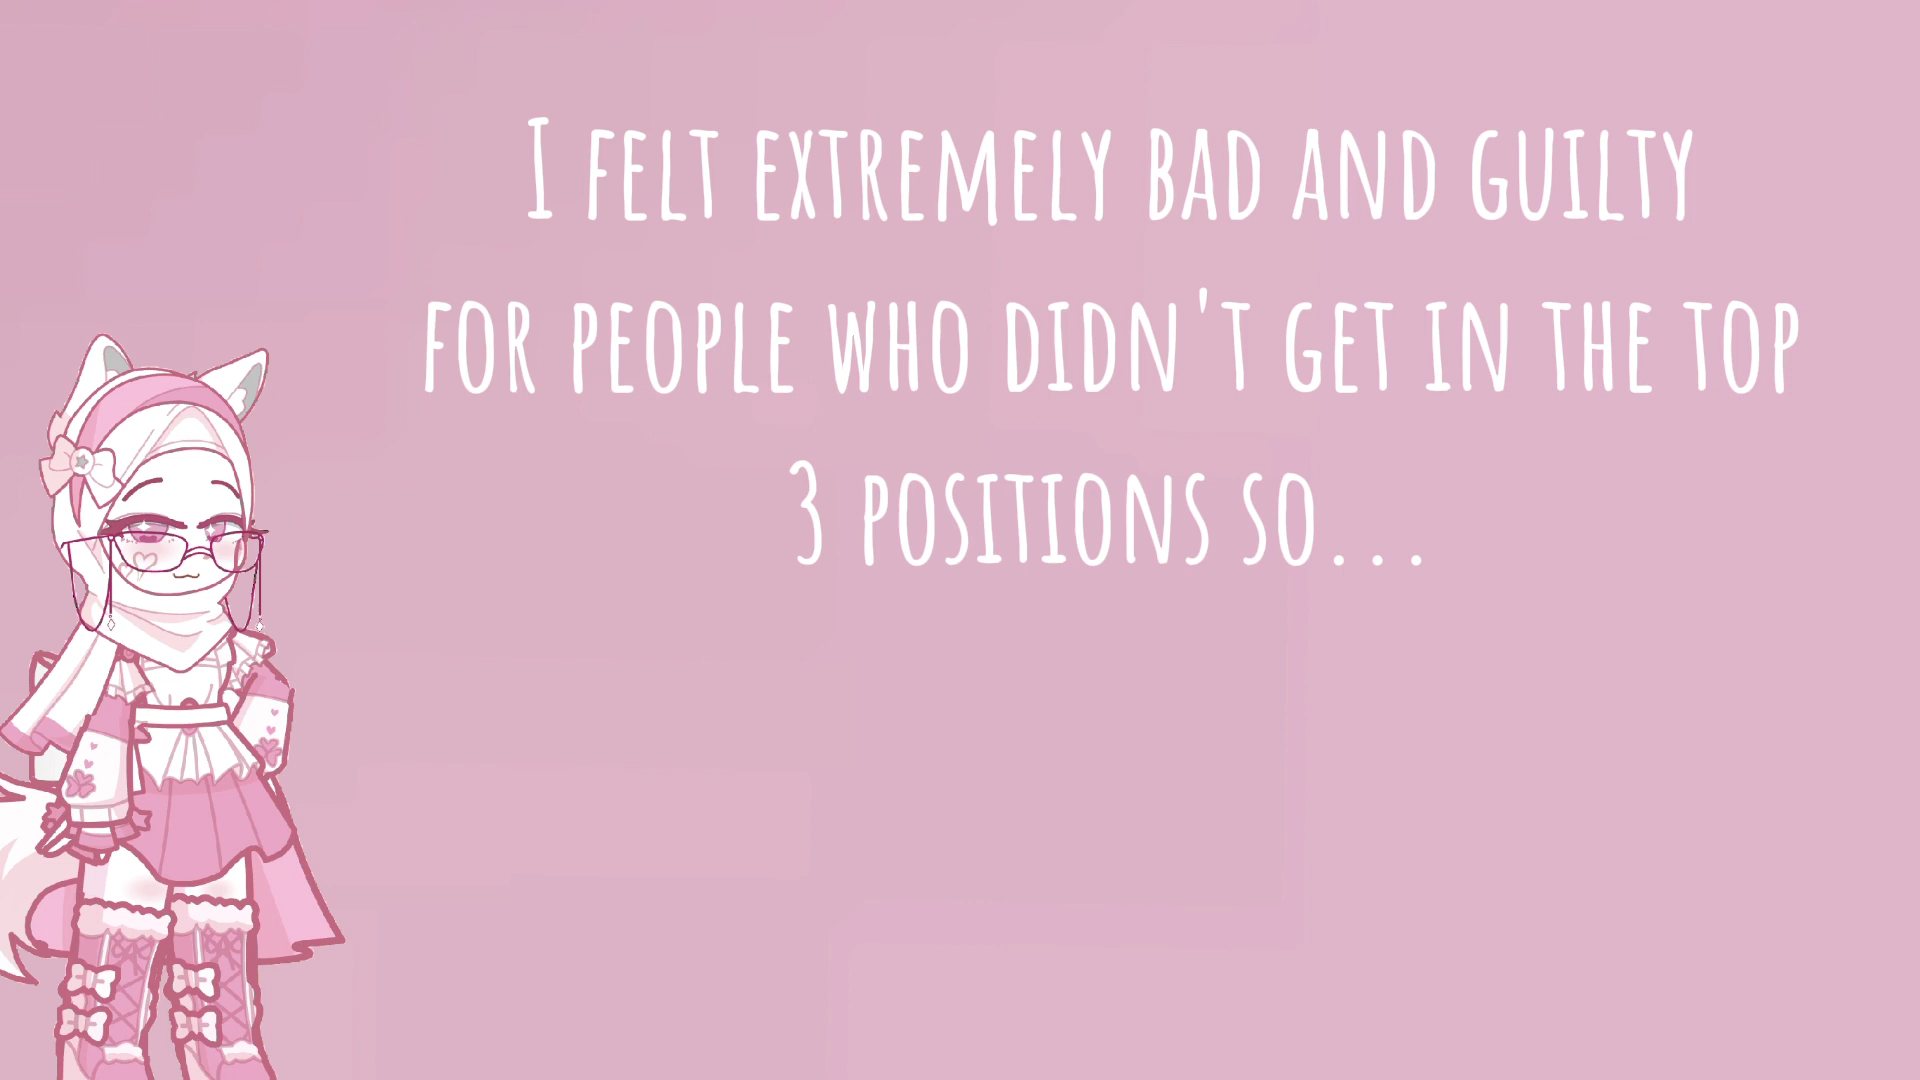 I FELT EXTREMELY BAD AND GUILTY
FOR PEOPLE WHO DIDN'T GET IN THE TOP
3 POSITIONS SO...